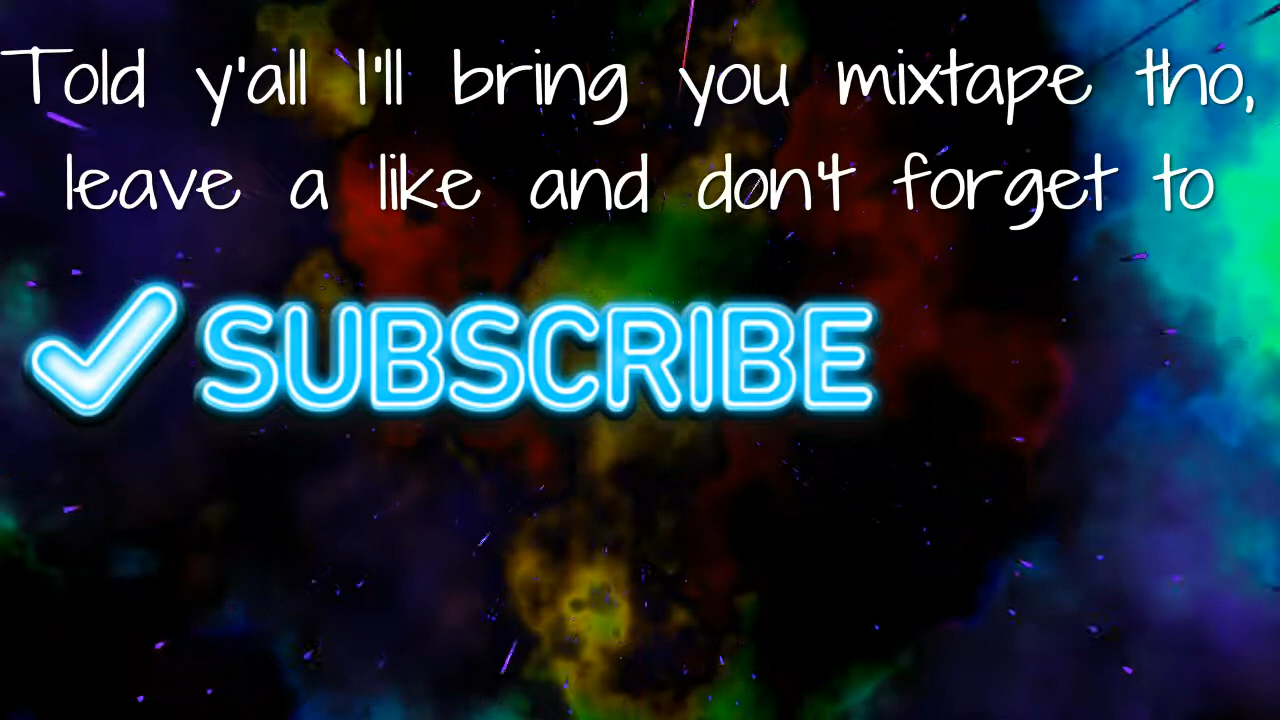 Told y'all I'll bring you mixtape tho,
leave a like and don't forget to
SUBSCRIBE